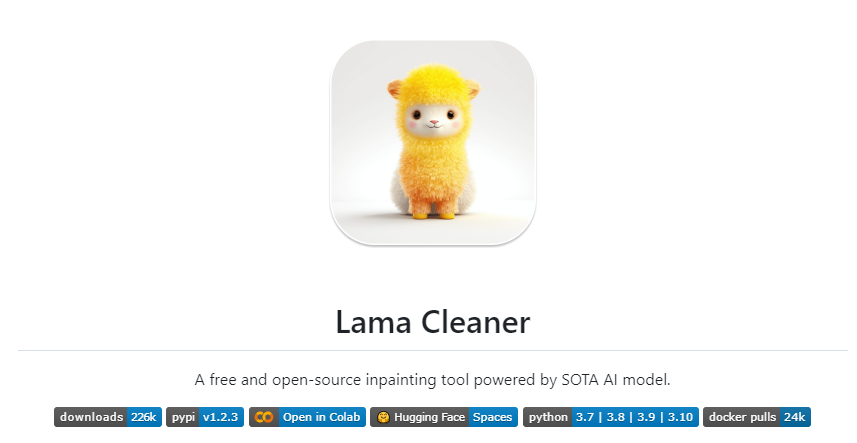 Lama Cleaner
A free and open-source inpainting tool powered by SOTA AI model.
downloads 226k pypi v1.2.3 Open in Colab Hugging Face Spaces python 3.7 | 3.8 | 3.9 | 3.10 docker pulls 24k